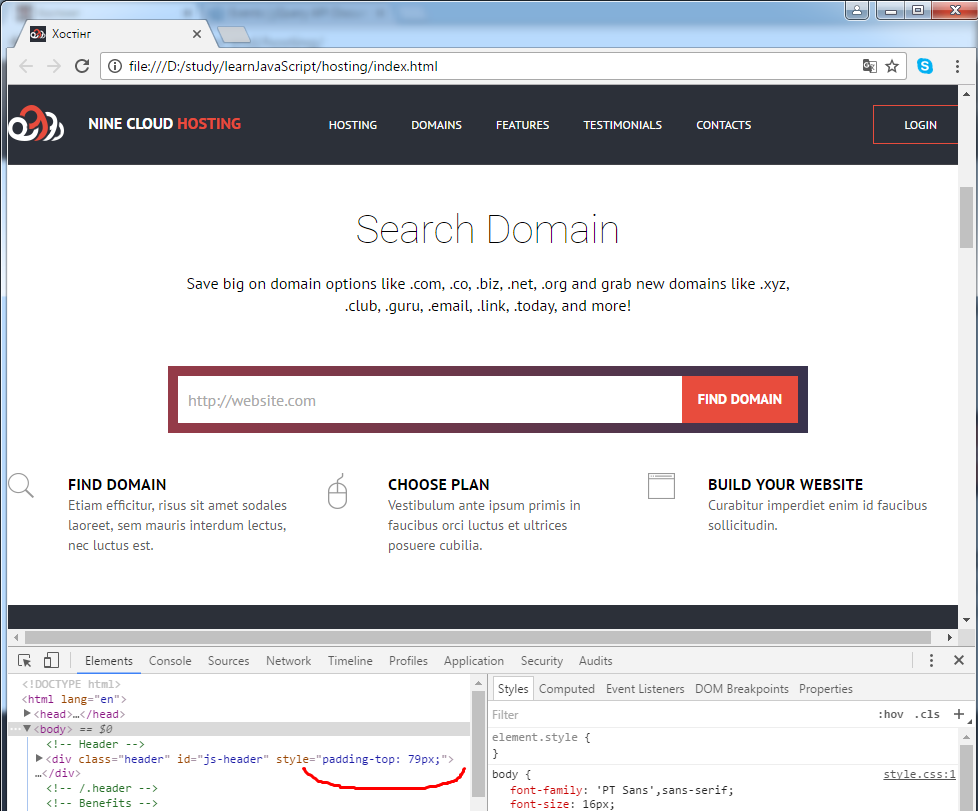 Хостінг
file:///D:/study/learnJavaScript/hosting/index.html
NINE CLOUD HOSTING
HOSTING
DOMAINS
FEATURES
TESTIMONIALS
CONTACTS
LOGIN
Search Domain
Save big on domain options like .com, .co, .biz, .net, .org and grab new domains like .xyz,
.club, .guru, .email, .link, .today, and more!
http://website.com
FIND DOMAIN
FIND DOMAIN
Etiam efficitur, risus sit amet sodales
laoreet, sem mauris interdum lectus,
nec luctus est.
CHOOSE PLAN
Vestibulum ante ipsum primis in
faucibus orci luctus et ultrices
posuere cubilia.
BUILD YOUR WEBSITE
Curabitur imperdiet enim id faucibus
sollicitudin.
Elements
Console
Sources
Network
Timeline
Profiles
Application
Security
Audits
<!DOCTYPE html>
<html lang="en">
<head>…</head>
<body> == $0
<!-- Header -->
<div class="header" id="js-header" style="padding-top: 79px;">
…</div>
<!-- /.header -->
<!-- Benefits -->
Styles
Computed
Event Listeners
DOM Breakpoints
Properties
Filter
:hov .cls +
element.style {
}
body {
style.css:1
font-family: 'PT Sans',sans-serif;
font-size: 16px;